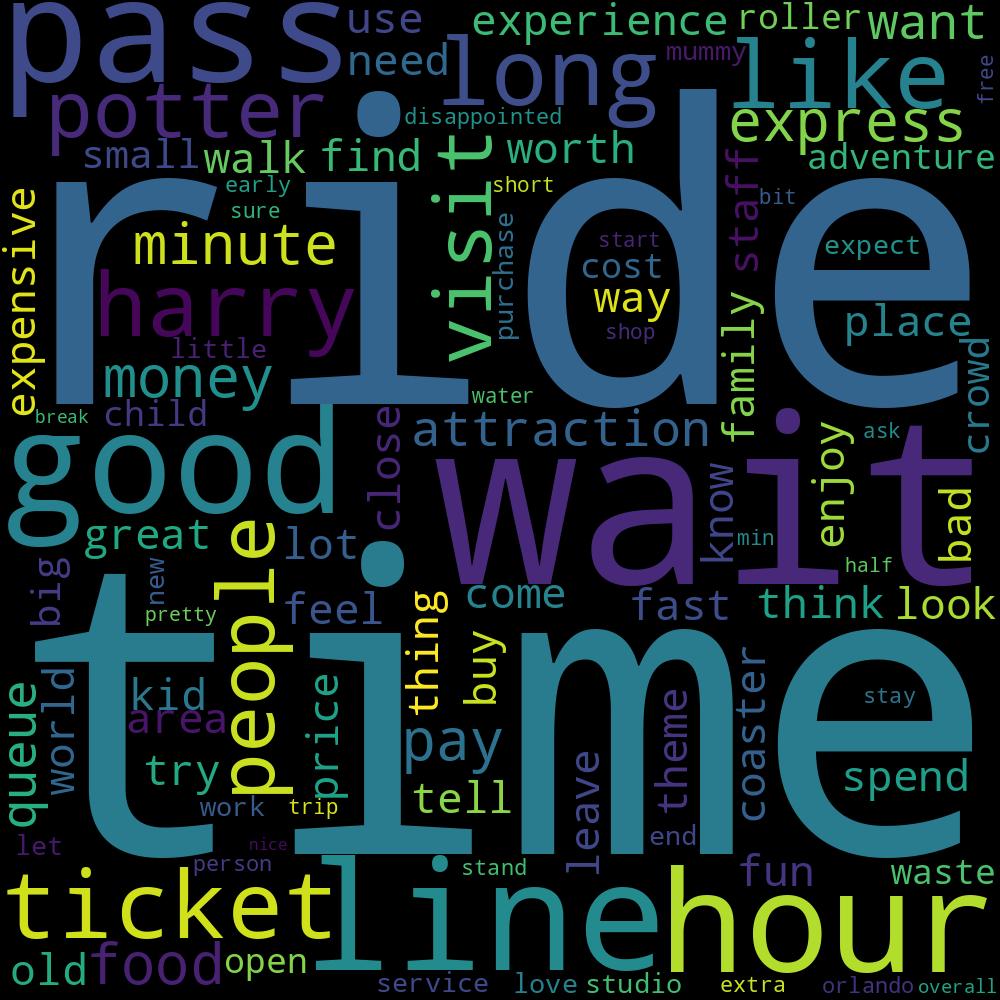 pass
use
experience
roller
want
need
long
mummy
like
free
potter
disappointed
express
small
walk
find
visit
worth
adventure
ride
early
short
staff
bit
sure
expensive
minute
purchase
start
expect
cost
way
harry
shop
place
little
family
crowd
money
water
break
child
close
attraction
ask
good
enjoy
wait
know
bad
great
lot
min
people
big
new
half
pretty
feel
thing
come
fast
think
look
time
buy
queue
world
kid
area
price
theme
coaster
stay
pay
try
spend
work
trip
tell
leave
let
nice
end
person
line
stand
fun
waste
ticket
hour
old
food
open
service
love
studio
extra
orlando
overall